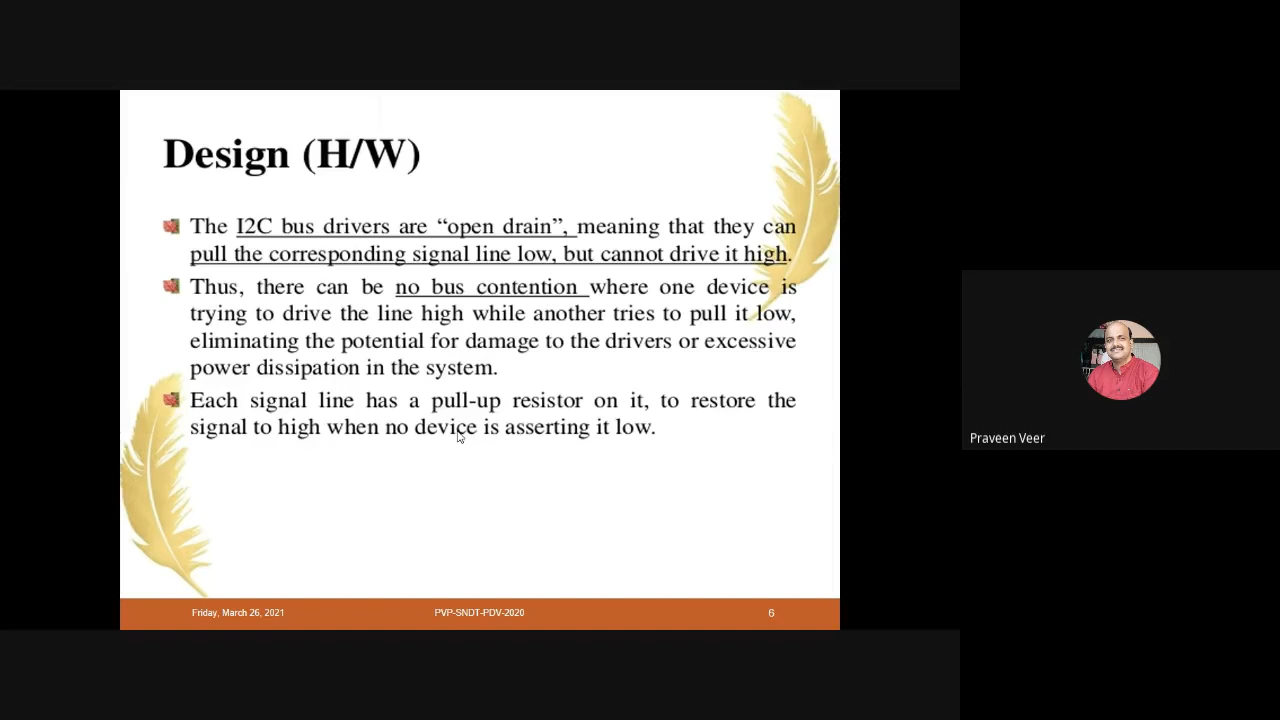 Design (H/W)
The I2C bus drivers are “open drain”, meaning that they can
pull the corresponding signal line low, but cannot drive it high.
Thus, there can be no bus contention where one device is
trying to drive the line high while another tries to pull it low,
eliminating the potential for damage to the drivers or excessive
power dissipation in the system.
Each signal line has a pull-up resistor on it, to restore the
signal to high when no device is asserting it low.
Friday, March 26, 2021
PVP-SNDT-PDV-2020
6
Praveen Veer